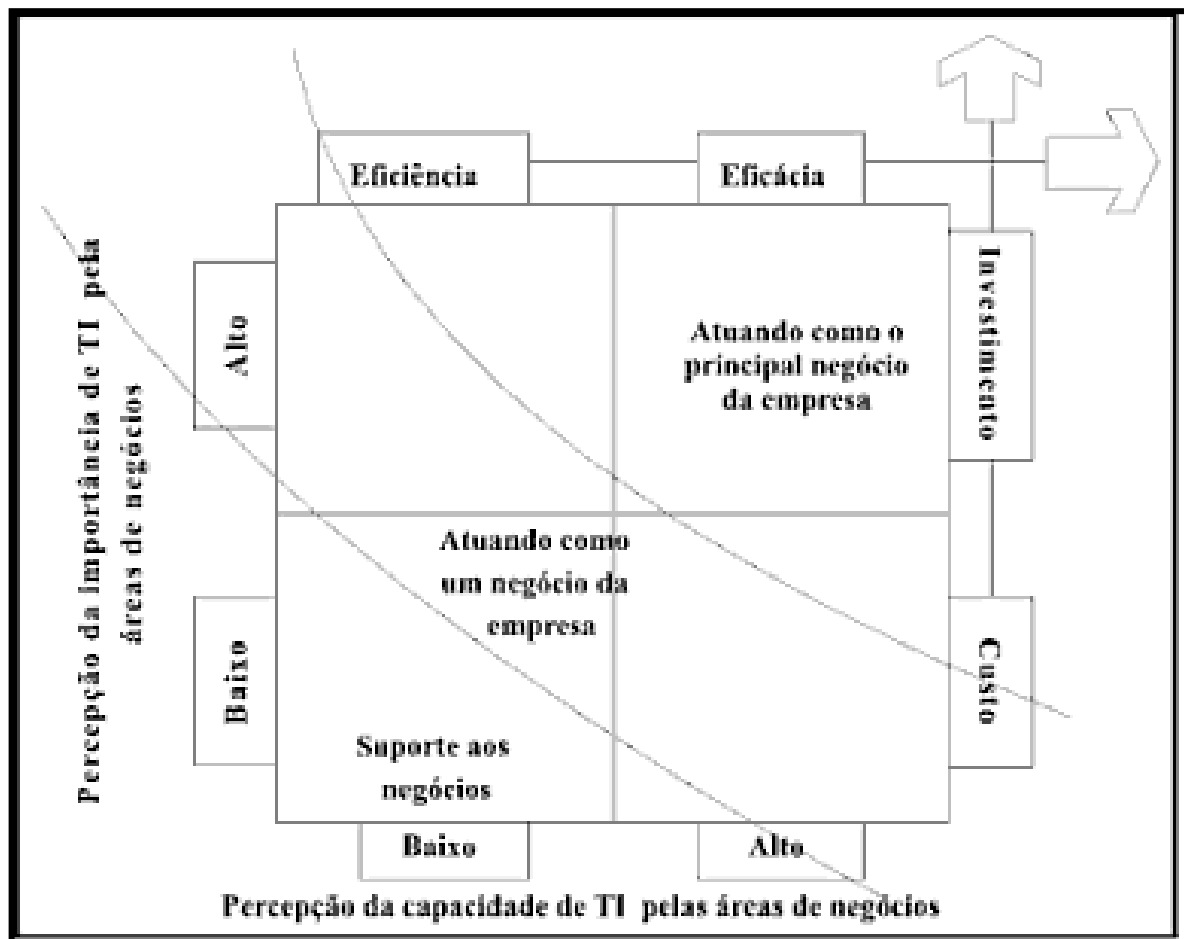 Eficiência
Eficácia
Percepção da importância de TI pela
áreas de negócios
Alto
Investimento
Atuando como o
principal negócio
da empresa
Atuando como
um negócio da
empresa
Baixo
Custo
Suporte aos
negócios
Baixo
Alto
Percepção da capacidade de TI pelas áreas de negócios